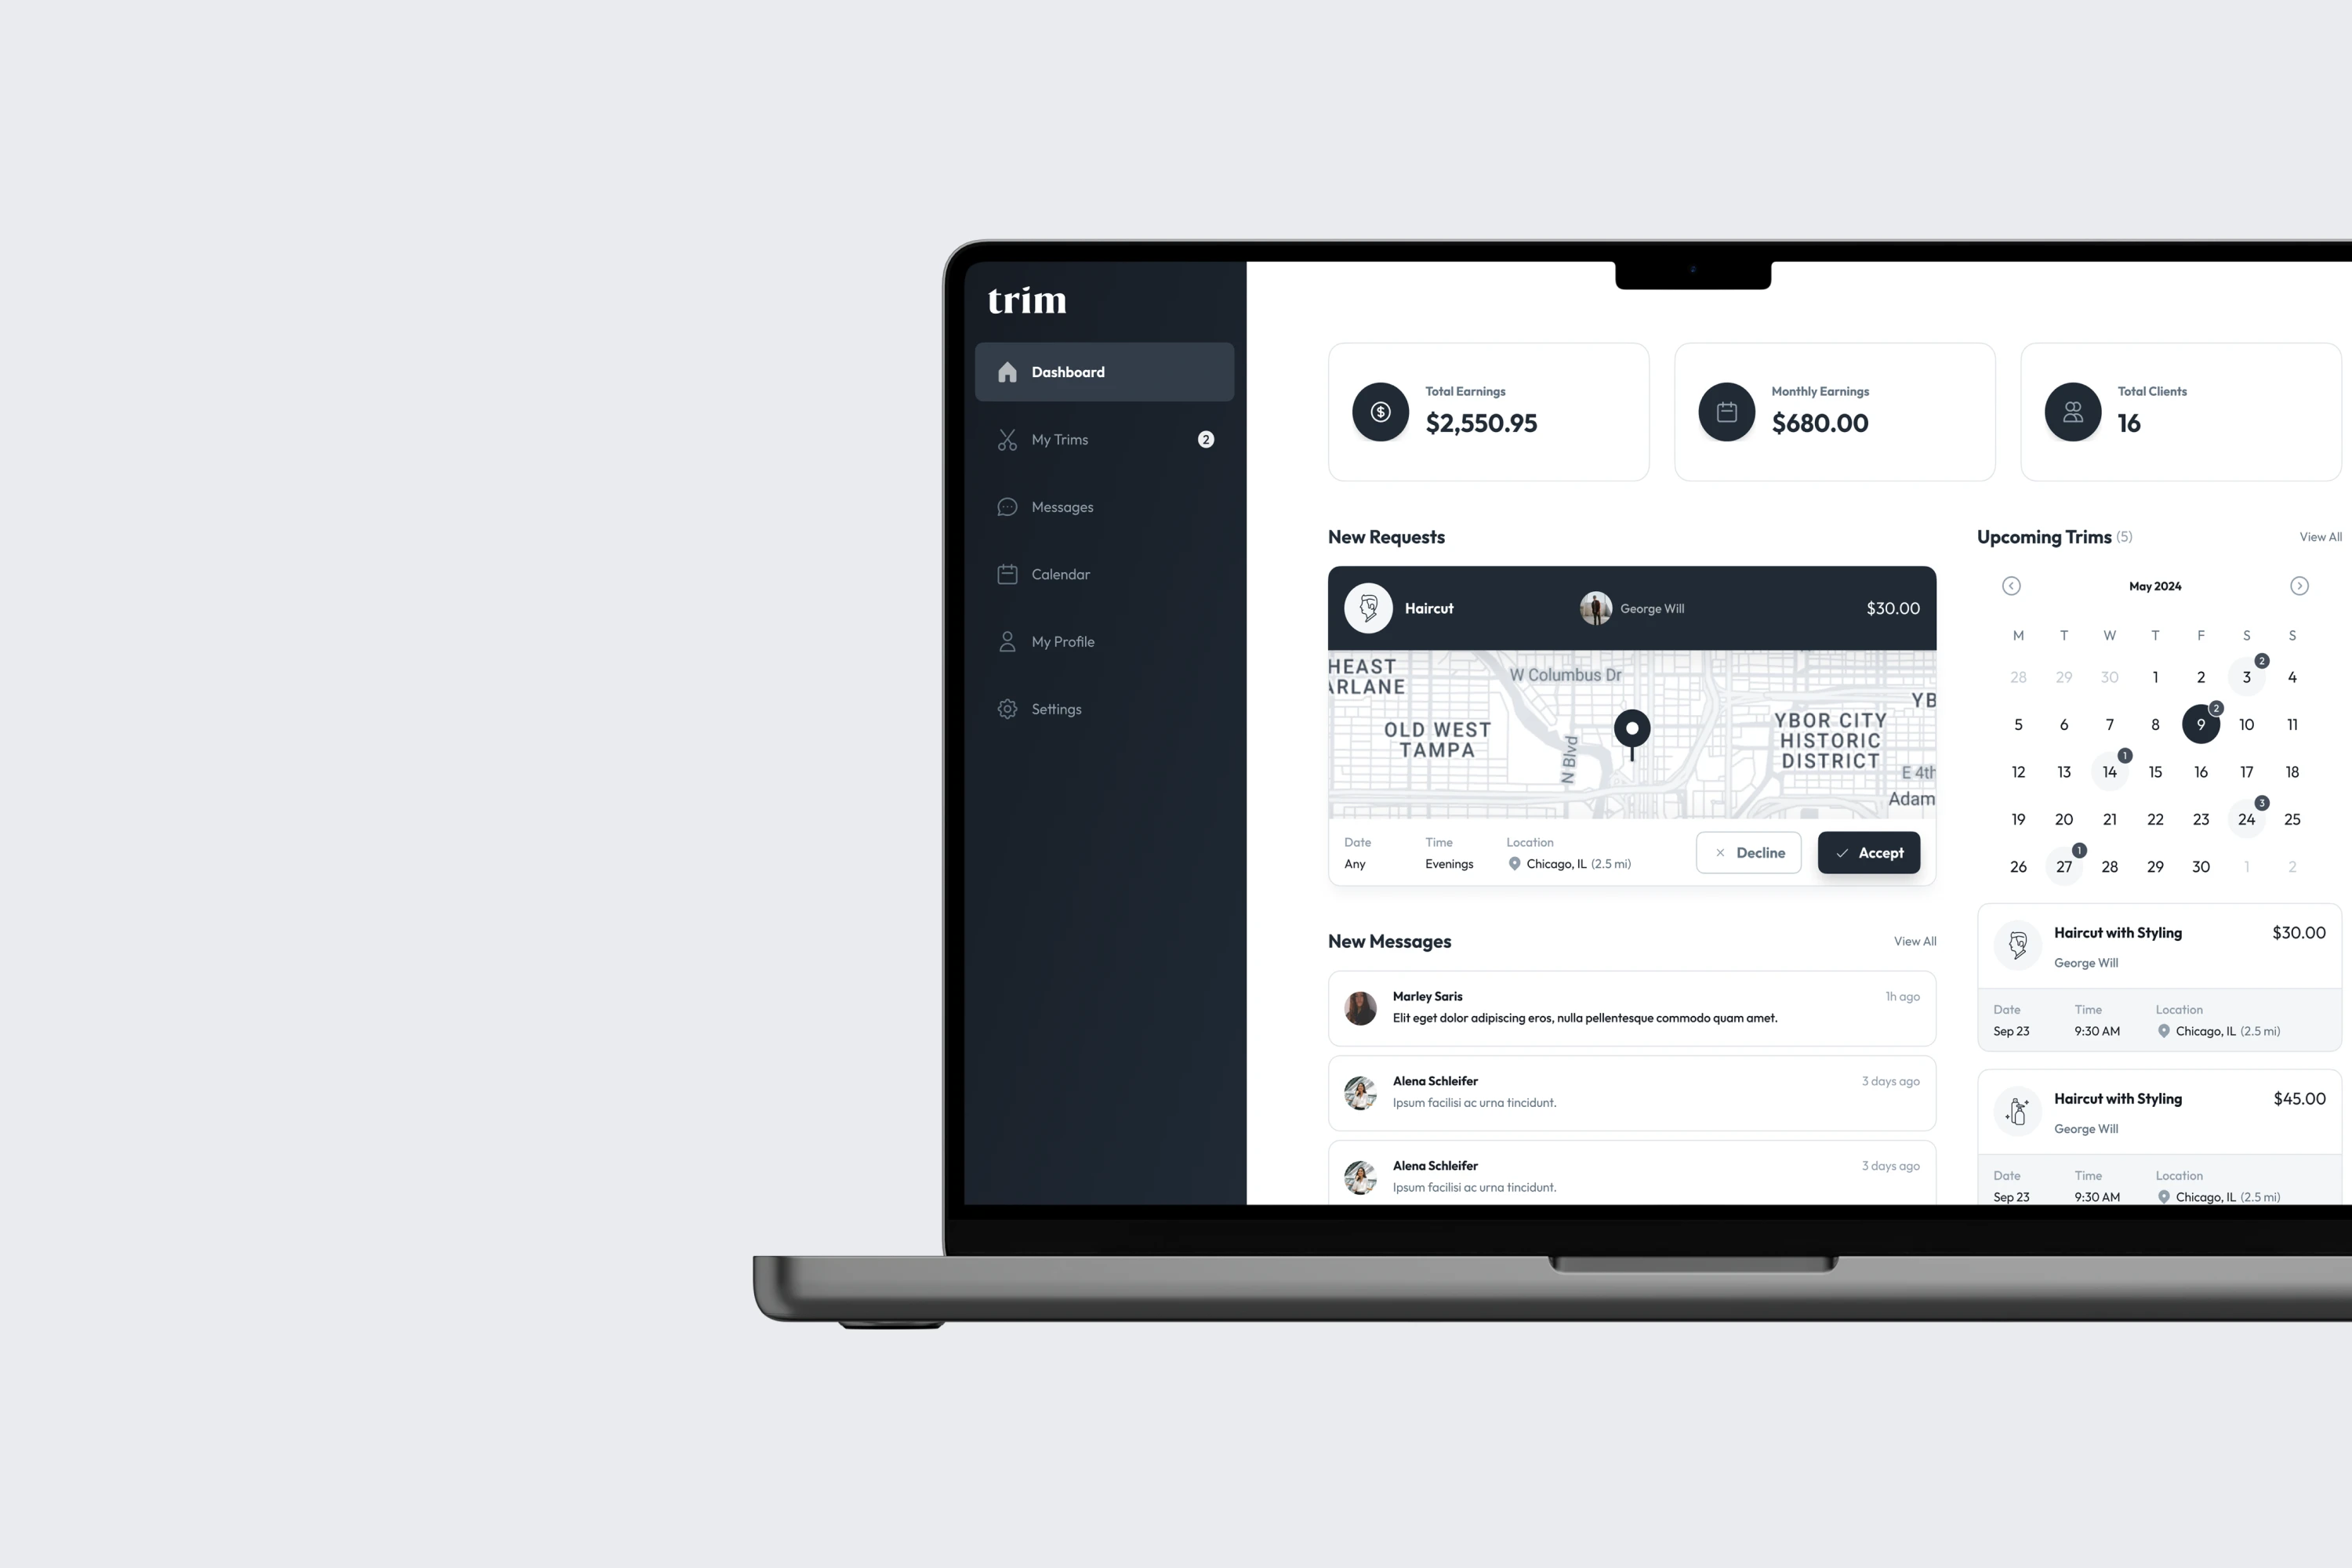 trim
Dashboard
My Trims 2
Messages
Calendar
My Profile
Settings
Total Earnings
$2,550.95
Monthly Earnings
$680.00
Total Clients
16
New Requests
Haircut George Will $30.00
HEAST
ARLANE
W Columbus Dr
OLD WEST
TAMPA
N Blvd
YB
YBOR CITY
HISTORIC
DISTRICT
E 4th
Adam
Date Time Location
Any Evenings Chicago, IL (2.5 mi)
Decline Accept
New Messages View All
Marley Saris 1h ago
Elit eget dolor adipiscing eros, nulla pellentesque commodo quam amet.
Alena Schleifer 3 days ago
Ipsum facilisi ac urna tincidunt.
Alena Schleifer 3 days ago
Ipsum facilisi ac urna tincidunt.
Upcoming Trims (5) View All
May 2024
M T W T F S S
28 29 30 1 2 3 2 4
5 6 7 8 9 2 10 11
12 13 14 1 15 16 17 18
19 20 21 22 23 24 3 25
26 27 1 28 29 30 1 2
Haircut with Styling $30.00
George Will
Date Time Location
Sep 23 9:30 AM Chicago, IL (2.5 mi)
Haircut with Styling $45.00
George Will
Date Time Location
Sep 23 9:30 AM Chicago, IL (2.5 mi)